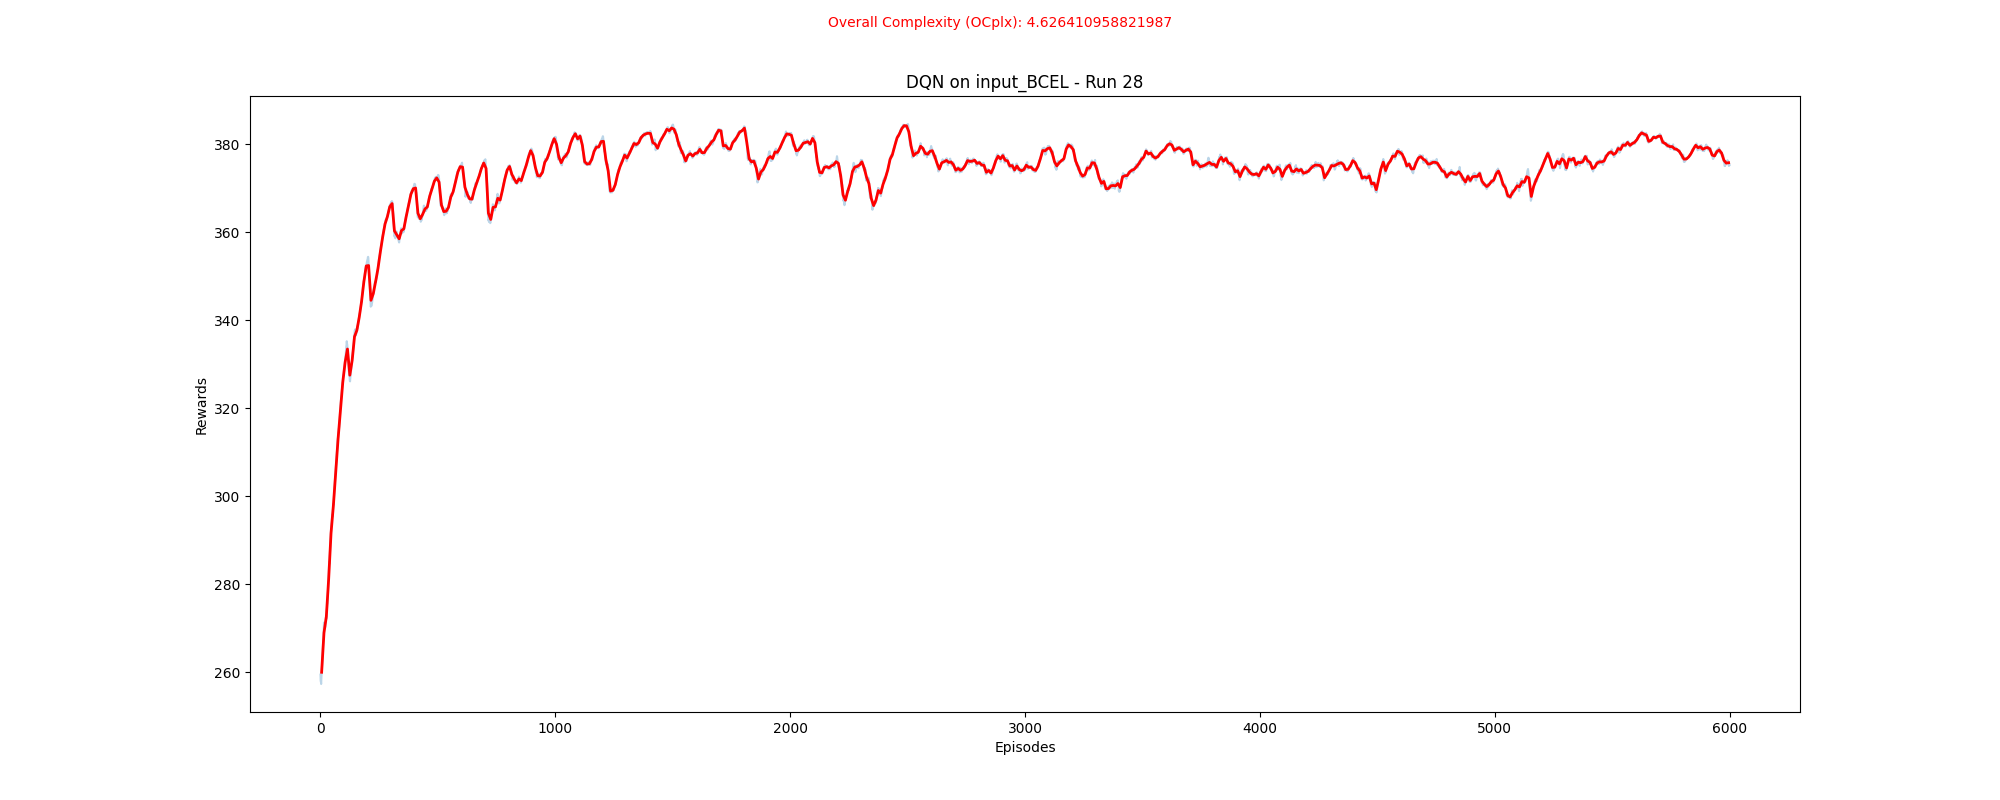 Overall Complexity (OCplx): 4.626410958821987
DQN on input_BCEL - Run 28
Rewards
380
360
340
320
300
280
260
0 1000 2000 3000 4000 5000 6000
Episodes